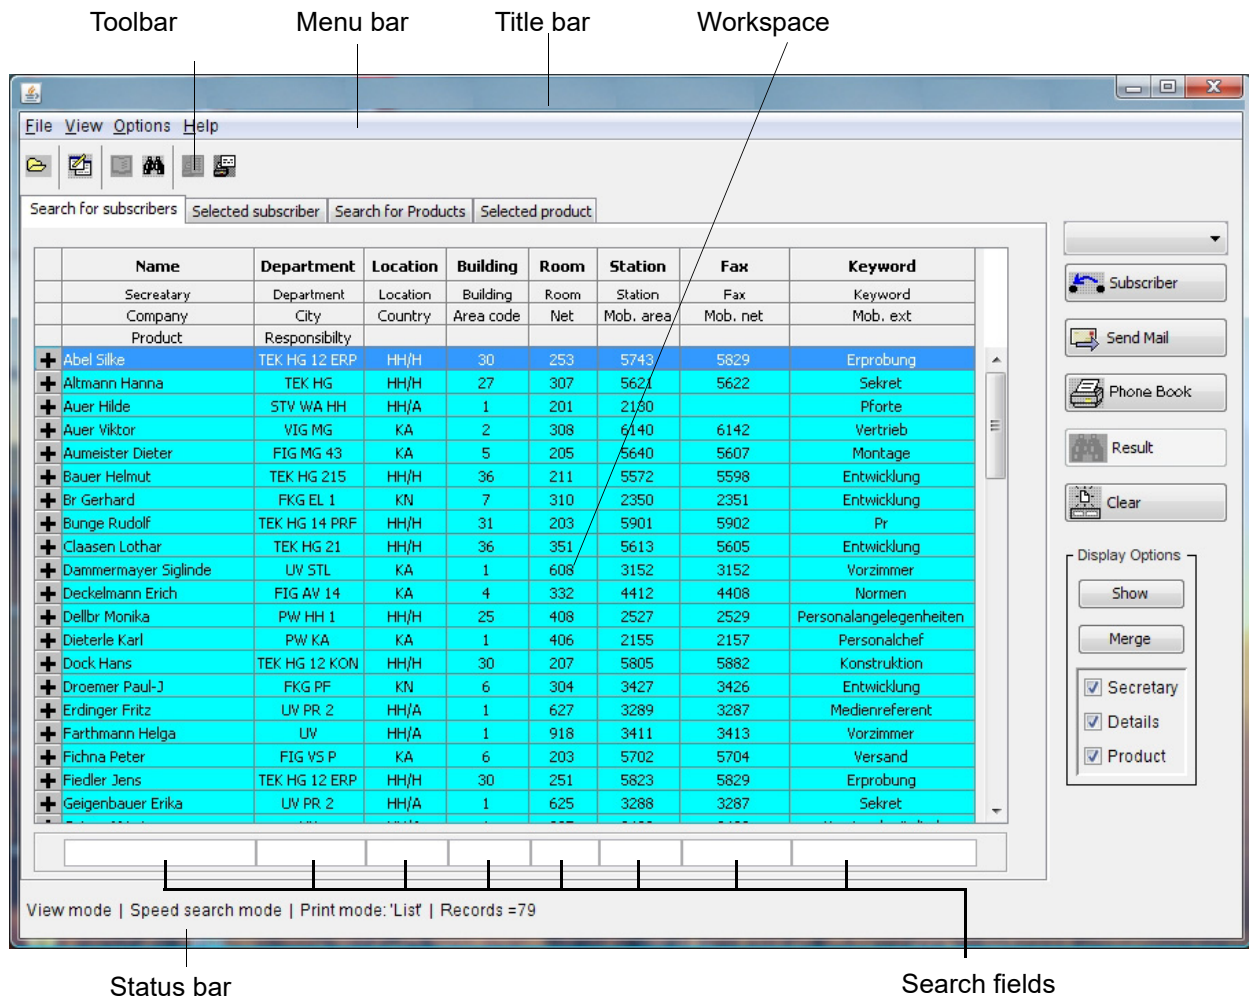 Toolbar Menu bar Title bar Workspace
File View Options Help
Search for subscribers Selected subscriber Search for Products Selected product
Name Department Location Building Room Station Fax Keyword
Secreatary Department Location Building Room Station Fax Keyword
Company City Country Area code Net Mob. area Mob. net Mob. ext
Product Responsibilty
Abel Silke TEK HG 12 ERP HH/H 30 253 5743 5829 Erprobung
Altmann Hanna TEK HG HH/H 27 307 5621 5622 Sekret
Auer Hilde STV WA HH HH/A 1 201 2130 Pforte
Auer Viktor VIG MG KA 2 308 6140 6142 Vertrieb
Aumeister Dieter FIG MG 43 KA 5 205 5640 5607 Montage
Bauer Helmut TEK HG 215 HH/H 36 211 5572 5598 Entwicklung
Br Gerhard FKG EL 1 KN 7 310 2350 2351 Entwicklung
Bunge Rudolf TEK HG 14 PRF HH/H 31 203 5901 5902 Pr
Claasen Lothar TEK HG 21 HH/H 36 351 5613 5605 Entwicklung
Dammermayer Siglinde UV STL KA 1 608 3152 3152 Vorzimmer
Deckelmann Erich FIG AV 14 KA 4 332 4412 4408 Normen
Dellbr Monika PW HH 1 HH/H 25 408 2527 2529 Personalangelegenheiten
Dieterle Karl PW KA KA 1 406 2155 2157 Personalchef
Dock Hans TEK HG 12 KON HH/H 30 207 5805 5882 Konstruktion
Droemer Paul-J FKG PF KN 6 304 3427 3426 Entwicklung
Erdinger Fritz UV PR 2 HH/A 1 627 3289 3287 Medienreferent
Farthmann Helga UV HH/A 1 918 3411 3413 Vorzimmer
Fichna Peter FIG VS P KA 6 203 5702 5704 Versand
Fiedler Jens TEK HG 12 ERP HH/H 30 251 5823 5829 Erprobung
Geigenbauer Erika UV PR 2 HH/A 1 625 3288 3287 Sekret
Subscriber
Send Mail
Phone Book
Result
Clear
Display Options
Show
Merge
Secretary
Details
Product
View mode | Speed search mode | Print mode: 'List' | Records =79
Status bar Search fields